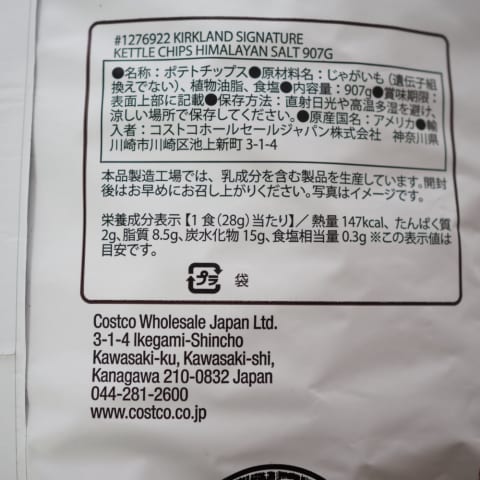 #1276922 KIRKLAND SIGNATURE
KETTLE CHIPS HIMALAYAN SALT 907G
●名称：ポテトチップス●原材料名：じゃがいも（遺伝子組
換えでない）、植物油脂、食塩●内容量：907g●賞味期限：
表面上部に記載●保存方法：直射日光や高温多湿を避け、
涼しい場所で保存してください。●原産国名：アメリカ●輸
入者：コストコホールセールジャパン株式会社 神奈川県
川崎市川崎区池上新町 3-1-4
本品製造工場では、乳成分を含む製品を生産しています。開封
後はお早めにお召し上がりください。写真はイメージです。
栄養成分表示【1 食（28g）当たり】／ 熱量 147kcal、たんぱく質
2g、脂質 8.5g、炭水化物 15g、食塩相当量 0.3g ※この表示値は
目安です。
プラ 袋
Costco Wholesale Japan Ltd.
3-1-4 Ikegami-Shincho
Kawasaki-ku, Kawasaki-shi,
Kanagawa 210-0832 Japan
044-281-2600
www.costco.co.jp